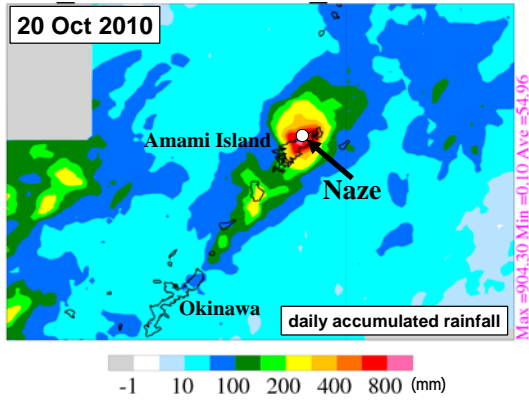 20 Oct 2010
Amami Island
Naze
Okinawa
daily accumulated rainfall
Max =904.30 Min =0.10 Ave =54.96
-1 10 100 200 400 800 (mm)